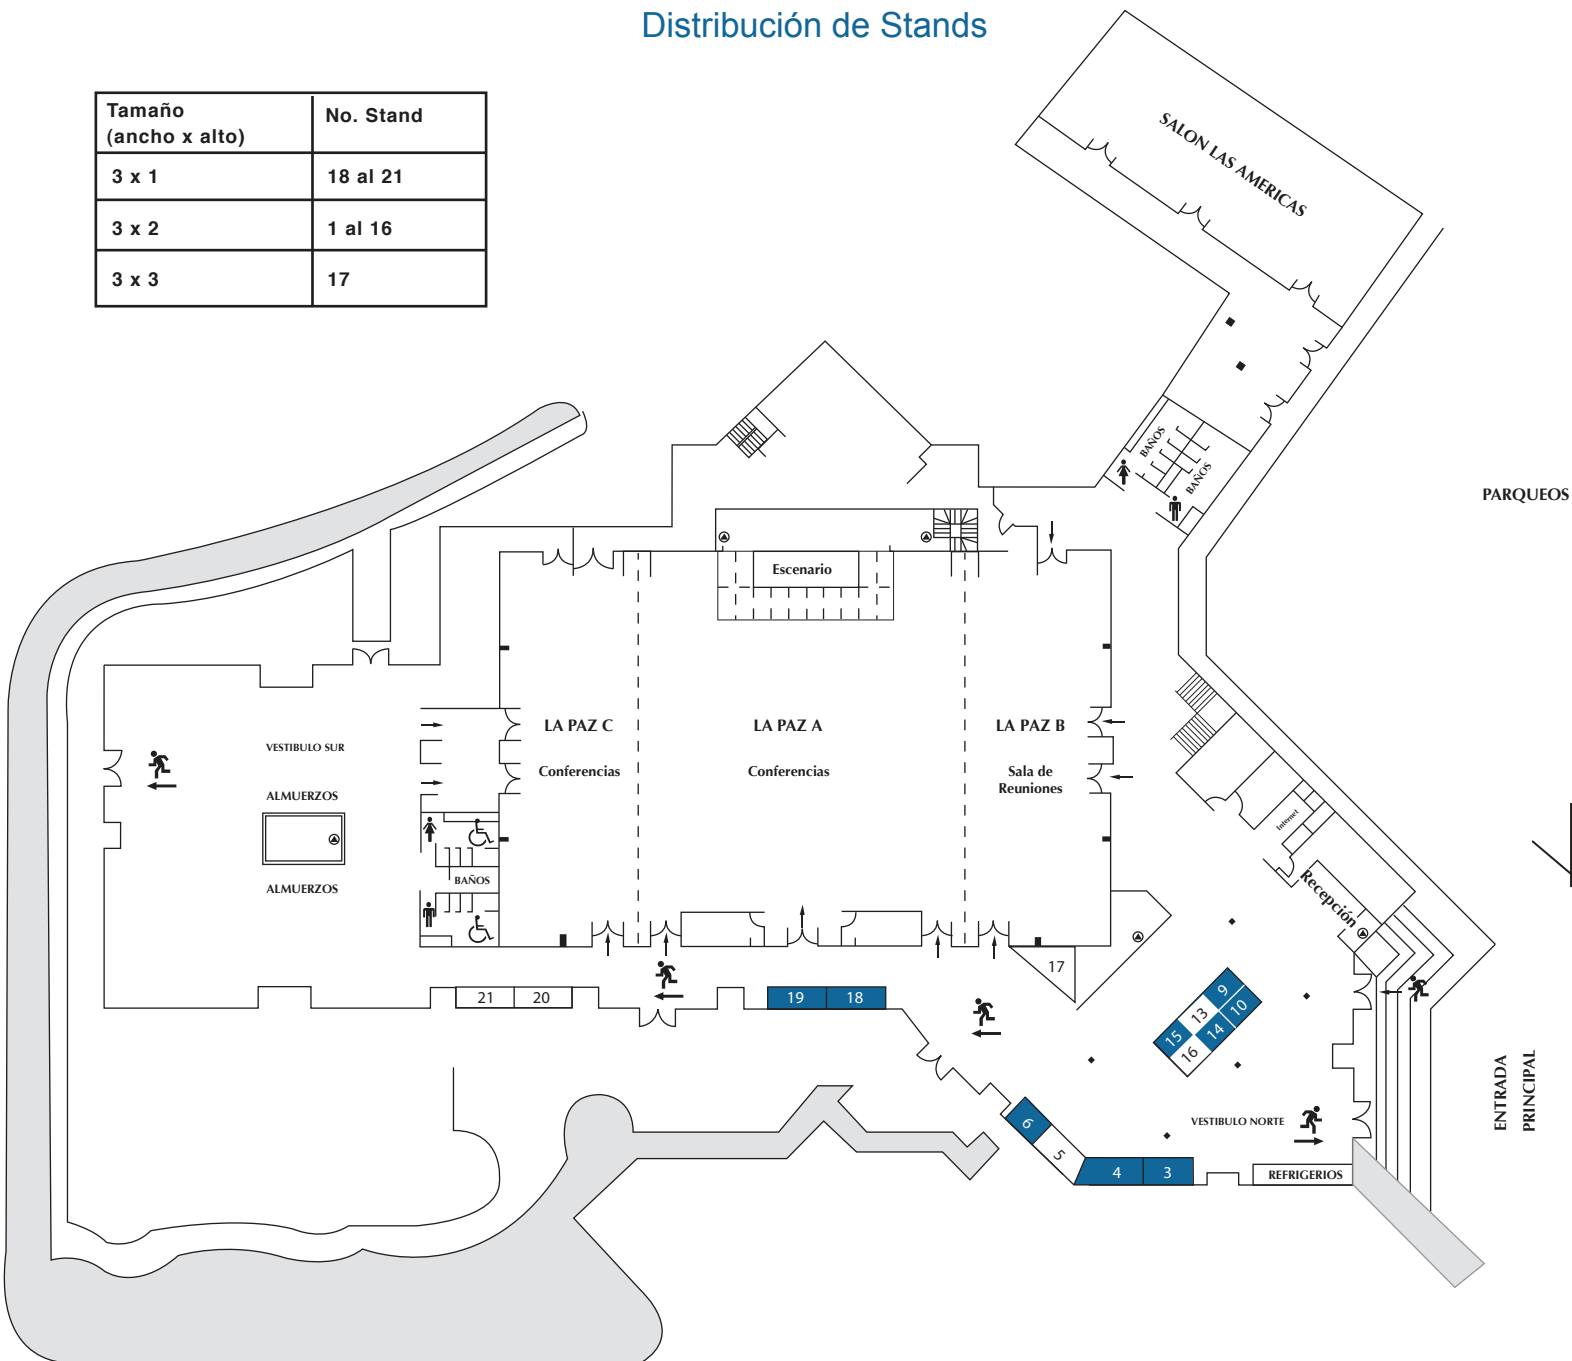 Distribución de Stands
Tamaño
(ancho x alto)
No. Stand
3 x 1
18 al 21
3 x 2
1 al 16
3 x 3
17
SALON LAS AMERICAS
BAÑOS
BAÑOS
PARQUEOS
Escenario
LA PAZ C
LA PAZ A
LA PAZ B
Conferencias
Conferencias
Sala de
Reuniones
VESTIBULO SUR
ALMUERZOS
ALMUERZOS
BAÑOS
Internet
Recepción
17
21
20
19
18
9
10
13
14
15
16
6
5
4
3
VESTIBULO NORTE
REFRIGERIOS
ENTRADA
PRINCIPAL